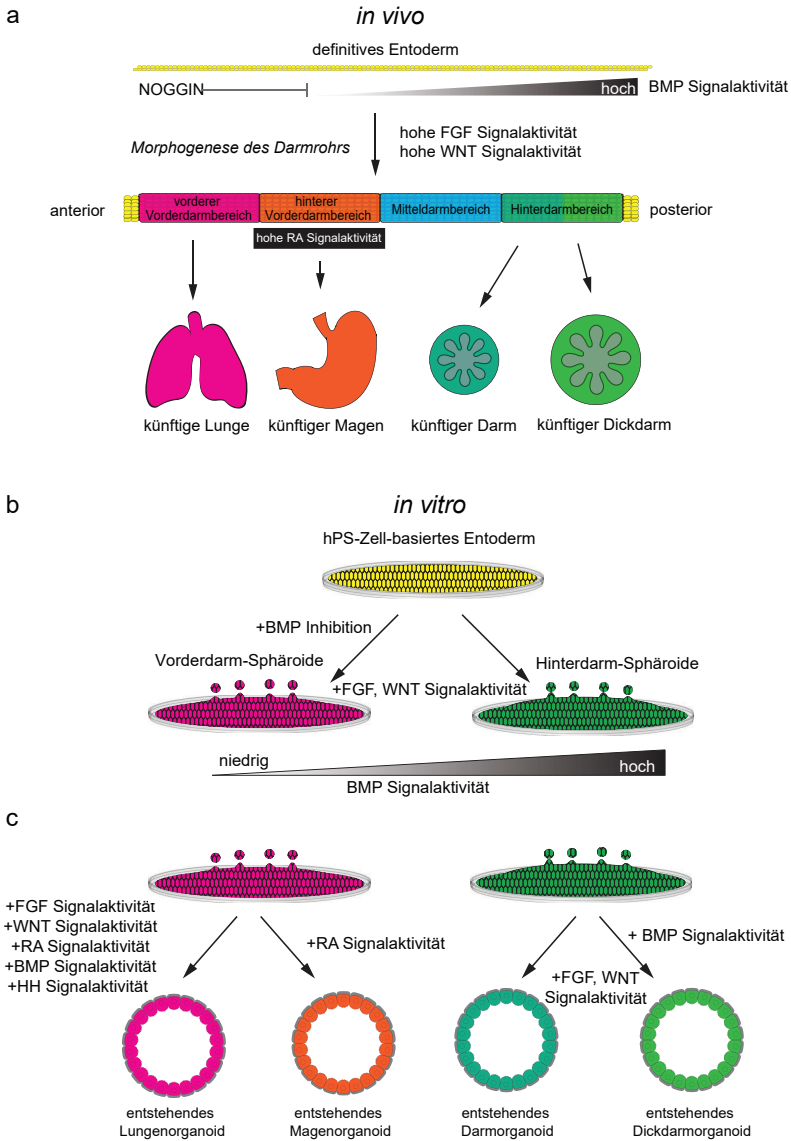 a
in vivo
definitives Entoderm
NOGGIN
hoch
BMP Signalaktivität
Morphogenese des Darmrohrs
hohe FGF Signalaktivität
hohe WNT Signalaktivität
anterior
vorderer
Vorderdarmbereich
hinterer
Vorderdarmbereich
Mitteldarmbereich
Hinterdarmbereich
posterior
hohe RA Signalaktivität
künftige Lunge
künftiger Magen
künftiger Darm
künftiger Dickdarm
b
in vitro
hPS-Zell-basiertes Entoderm
+BMP Inhibition
Vorderdarm-Sphäroide
Hinterdarm-Sphäroide
+FGF, WNT Signalaktivität
niedrig
hoch
BMP Signalaktivität
c
+FGF Signalaktivität
+WNT Signalaktivität
+RA Signalaktivität
+BMP Signalaktivität
+HH Signalaktivität
+RA Signalaktivität
+ BMP Signalaktivität
+FGF, WNT
Signalaktivität
entstehendes
Lungenorganoid
entstehendes
Magenorganoid
entstehendes
Darmorganoid
entstehendes
Dickdarmorganoid